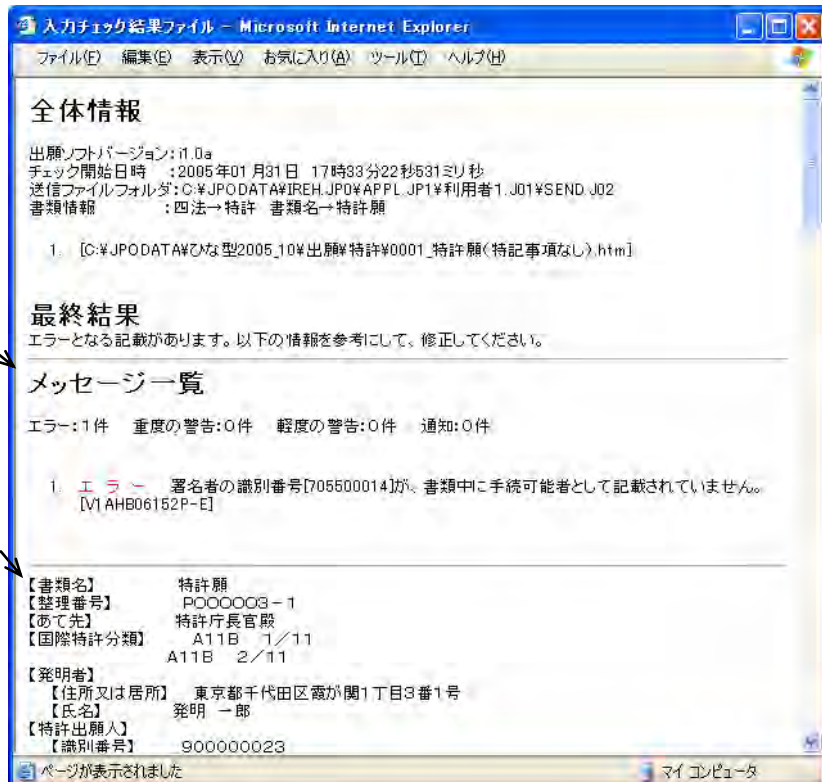 入力チェック結果ファイル - Microsoft Internet Explorer
ファイル(F) 編集(E) 表示(V) お気に入り(A) ツール(T) ヘルプ(H)
全体情報
出願ソフトバージョン:i1.0a
チェック開始日時 :2005年01月31日 17時33分22秒531ミリ秒
送信ファイルフォルダ:C:¥JPODATA¥IREH.JP0¥APPL.JP1¥利用者1.J01¥SEND.J02
書類情報 :四法→特許 書類名→特許願
1. [C:¥JPODATA¥ひな型2005_10¥出願¥特許¥0001_特許願(特記事項なし).htm]
最終結果
エラーとなる記載があります。以下の情報を参考にして、修正してください。
メッセージ一覧
エラー:1件 重度の警告:0件 軽度の警告:0件 通知:0件
1. エ ラ ー 署名者の識別番号[705500014]が、書類中に手続可能者として記載されていません。
[V1AHB06152P-E]
【書類名】 特許願
【整理番号】 P000003-1
【あて先】 特許庁長官殿
【国際特許分類】 A11B 1/11
A11B 2/11
【発明者】
【住所又は居所】 東京都千代田区霞が関1丁目3番1号
【氏名】 発明 一郎
【特許出願人】
【識別番号】 900000023
ページが表示されました マイ コンピュータ